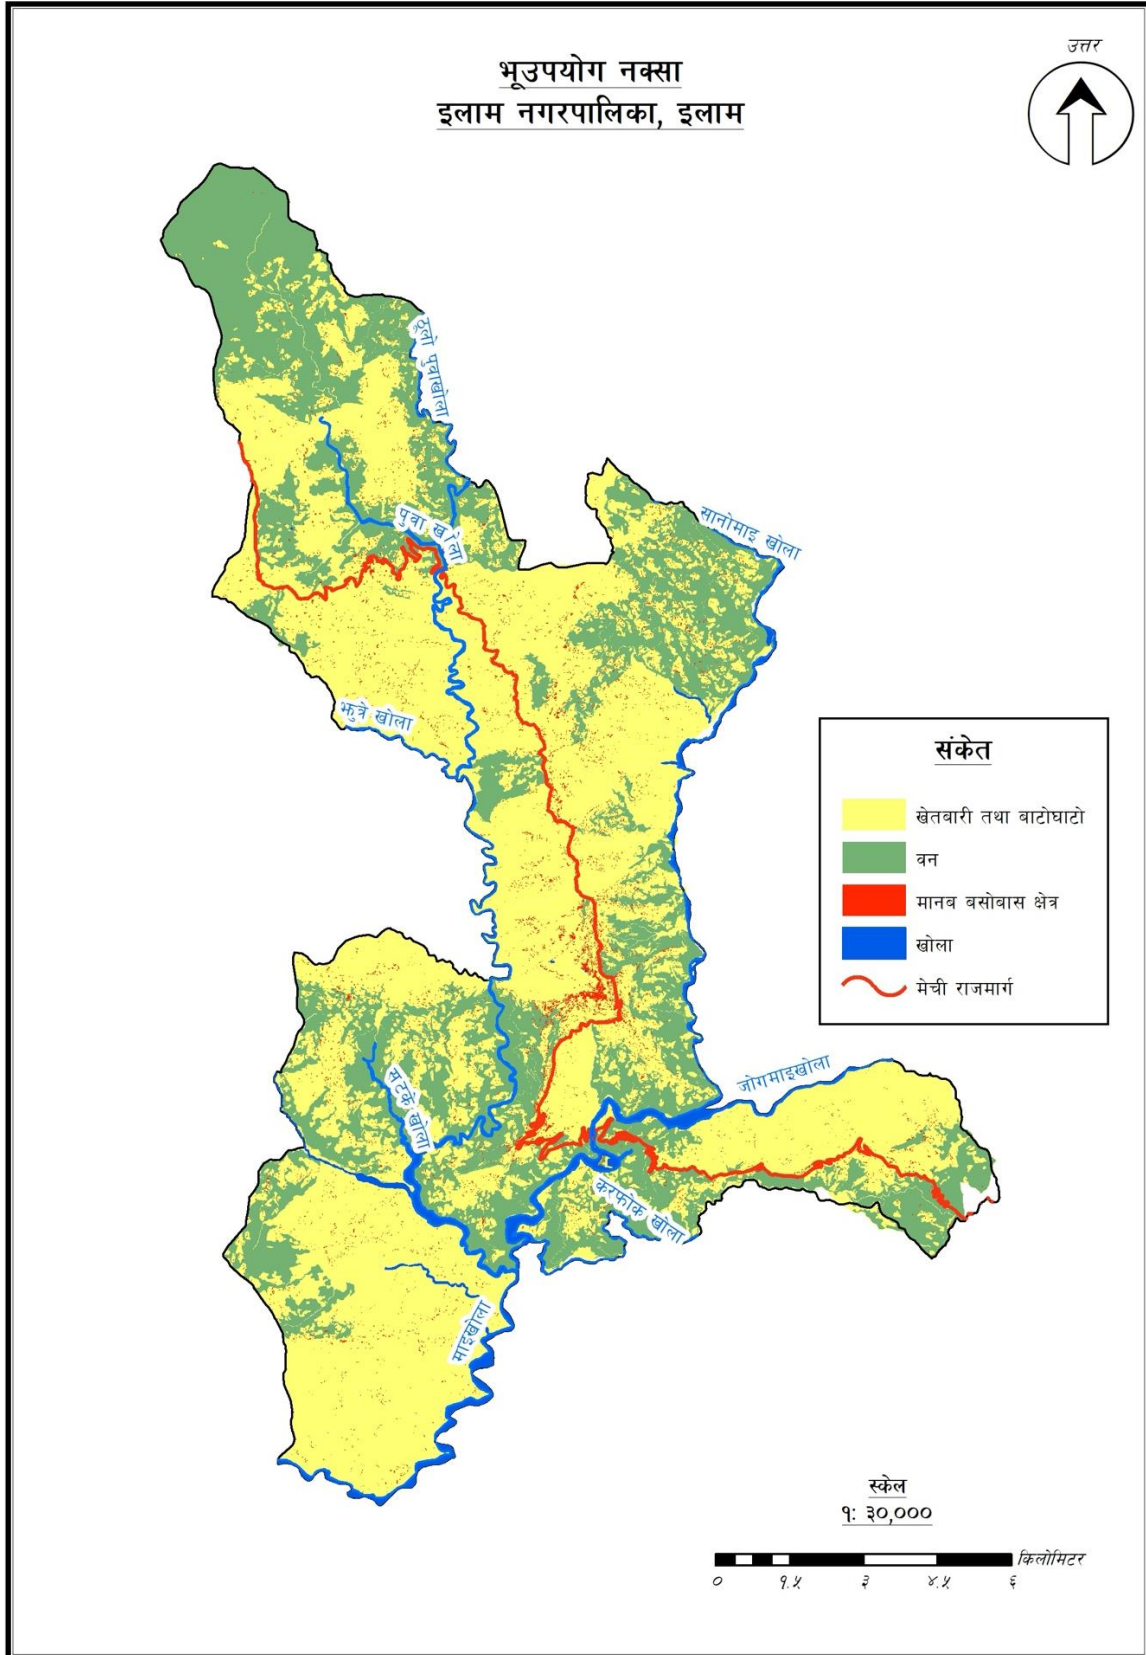 उत्तर
भूउपयोग नक्सा
इलाम नगरपालिका, इलाम
ठूलो पुवाखोला
पुवा खोला
सानोमाइ खोला
झुत्रे खोला
संकेत
खेतबारी तथा बाटोघाटो
वन
मानब बसोबास क्षेत्र
खोला
मेची राजमार्ग
जोगमाइखोला
सटके खोला
करफोक खोला
माइखोला
स्केल
१: ३०,०००
किलोमिटर
० १.५ ३ ४.५ ६